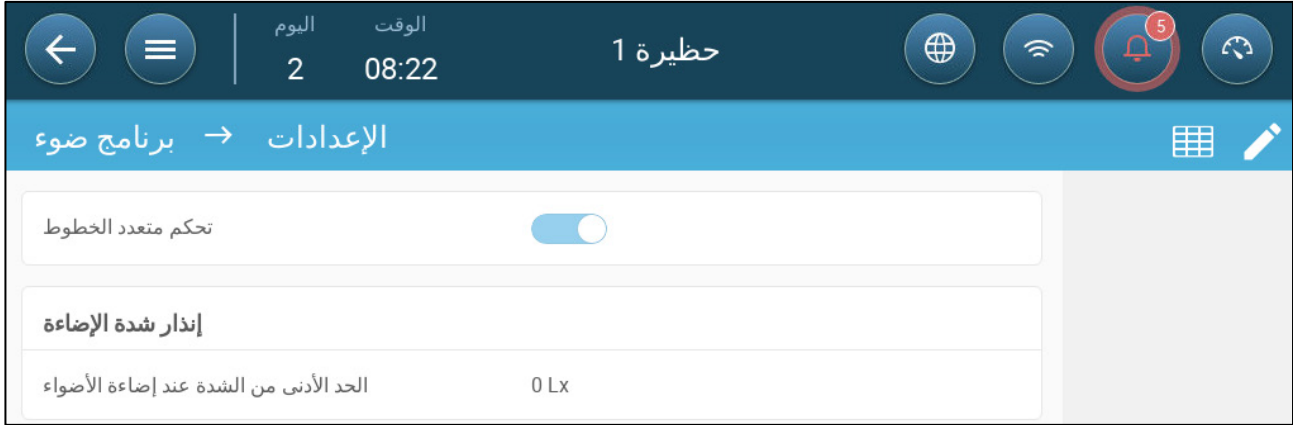 اليوم الوقت
2 08:22
حظيرة 1
5
برنامج ضوء → الإعدادات
تحكم متعدد الخطوط
إنذار شدة الإضاءة
الحد الأدنى من الشدة عند إضاءة الأضواء 0 Lx